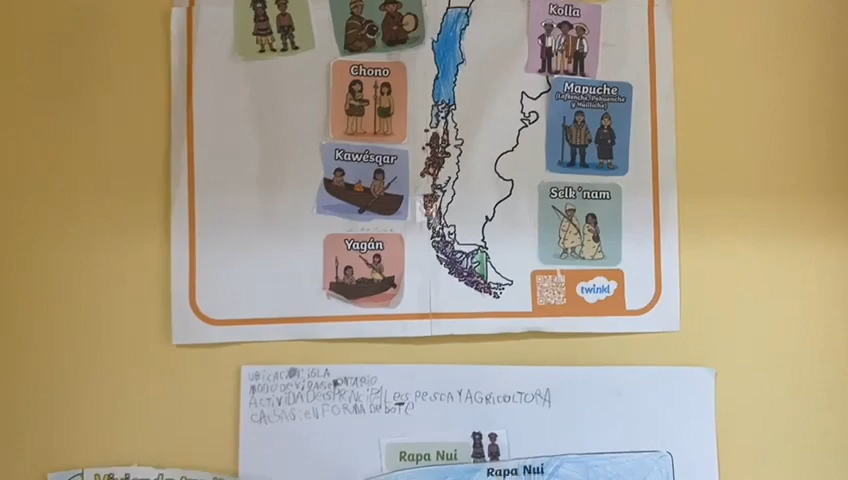 Kolla
Chono
Mapuche
(Lafkenche, Pehuenche
y Huilliche)
Kawésqar
Selk'nam
Yagán
twinkl
UBICACION: ISLA
MODO DE VIDA SEDENTARIO
ACTIVIDADES PRINCIPALES: PESCA Y AGRICULTORA
CASAS: EN FORMA DE BOTE
Rapa Nui
Rapa Nui